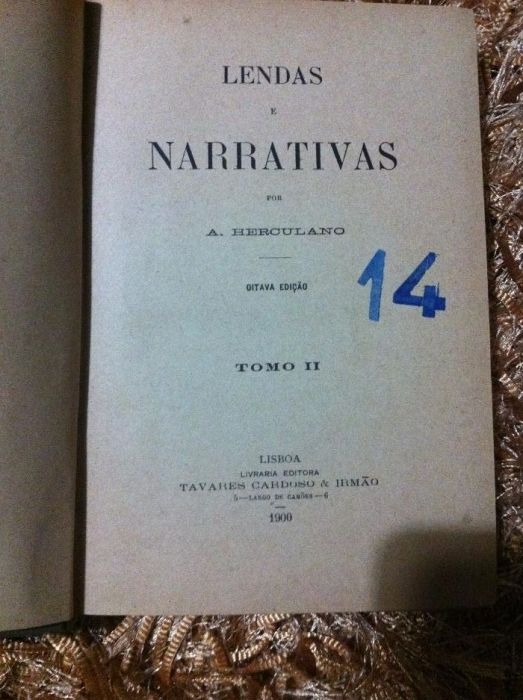 LENDAS
E
NARRATIVAS
POR
A. HERCULANO
OITAVA EDIÇÃO
14
TOMO II
LISBOA
LIVRARIA EDITORA
TAVARES CARDOSO & IRMÃO
5—LARGO DE CAMÕES—6
1900